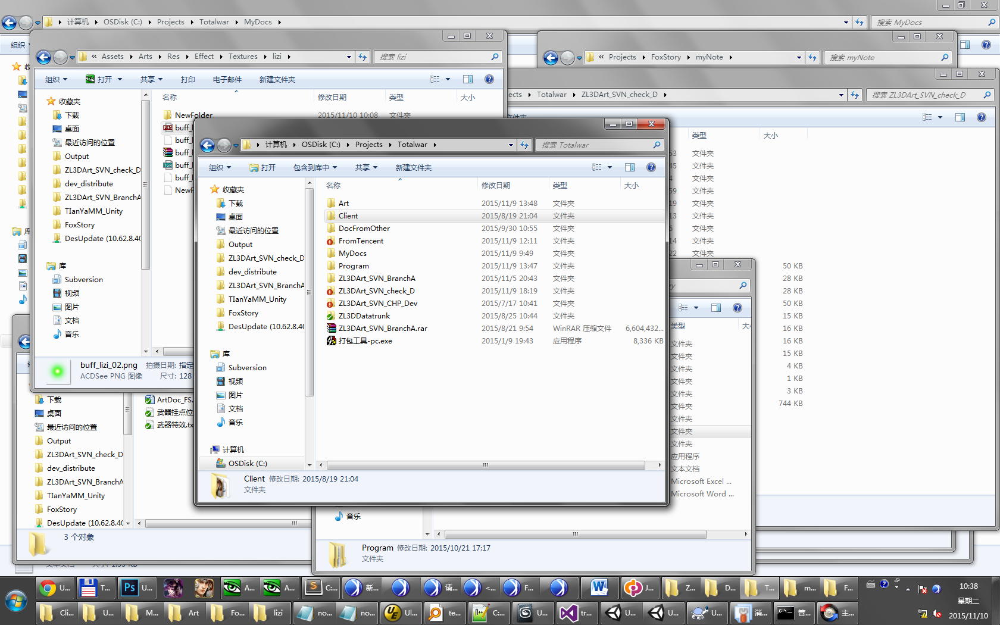 计算机 OSDisk (C:) Projects Totalwar MyDocs
搜索 MyDocs
组织
« Assets Arts Res Effect Textures lizi
搜索 lizi
组织 打开 共享 打印 电子邮件 新建文件夹
名称 修改日期 类型 大小
收藏夹
下载
桌面
最近访问的位置
Output
ZL3DArt_SVN_check_D
dev_distribute
ZL3DArt_SVN_BranchA
TIanYaMM_Unity
FoxStory
DesUpdate (10.62.8.40
库
Subversion
视频
图片
文档
音乐
NewFolder 2015/11/10 10:08 文件夹
buff_l
buff_l
buff_l
buff_l
buff_l
NewF
buff_lizi_02.png 拍摄日期: 指定
ACDSee PNG 图像 尺寸: 128
« Projects FoxStory myNote
搜索 myNote
ects Totalwar ZL3DArt_SVN_check_D
搜索 ZL3DArt_SVN_check_D
类型 大小
53 文件夹
45 文件夹
4 文件夹
59 文件夹
19 文件夹
13 文件夹
5 文件夹
14 文件夹
22 文件夹
50 KB
28 KB
28 KB
50 KB
15 KB
16 KB
16 KB
15 KB
4 KB
1 KB
3 KB
744 KB
计算机 OSDisk (C:) Projects Totalwar
搜索 Totalwar
组织 打开 包含到库中 共享 新建文件夹
收藏夹
下载
桌面
最近访问的位置
Output
ZL3DArt_SVN_check_D
dev_distribute
ZL3DArt_SVN_BranchA
TIanYaMM_Unity
FoxStory
DesUpdate (10.62.8.40
库
Subversion
视频
图片
文档
音乐
计算机
OSDisk (C:)
名称 修改日期 类型 大小
Art 2015/11/9 13:48 文件夹
Client 2015/8/19 21:04 文件夹
DocFromOther 2015/9/30 10:55 文件夹
FromTencent 2015/11/9 12:11 文件夹
MyDocs 2015/11/9 9:49 文件夹
Program 2015/11/9 13:47 文件夹
ZL3DArt_SVN_BranchA 2015/11/5 20:43 文件夹
ZL3DArt_SVN_check_D 2015/11/9 18:19 文件夹
ZL3DArt_SVN_CHP_Dev 2015/7/17 10:41 文件夹
ZL3DDatatrunk 2015/8/25 10:44 文件夹
ZL3DArt_SVN_BranchA.rar 2015/8/21 9:54 WinRAR 压缩文件 6,604,432...
打包工具-pc.exe 2015/1/9 19:43 应用程序 8,336 KB
Client 修改日期: 2015/8/19 21:04
文件夹
类型
文件夹
文件夹
文件夹
文件夹
文件夹
文件夹
文件夹
文件夹
文件夹
应用程序
文本文档
Microsoft Excel ...
Microsoft Word ...
音乐
Program 修改日期: 2015/10/21 17:17
文件夹
下载
桌面
最近访问的位置
Output
ZL3DArt_SVN_check_D
dev_distribute
ZL3DArt_SVN_BranchA
TIanYaMM_Unity
FoxStory
DesUpdate (10.62.8.40
ArtDoc_FS.
武器挂点位
武器特效.tx
3 个对象
U... T... U... A... A... C:... 新... 请... <... F... J... Z... D... T... m... F...
Cli... U... M... Art Fo... lizi no... no... Ul... te... C:... U... tr... U... U... U... 消... 管... 主...
10:38
星期二
2015/11/10